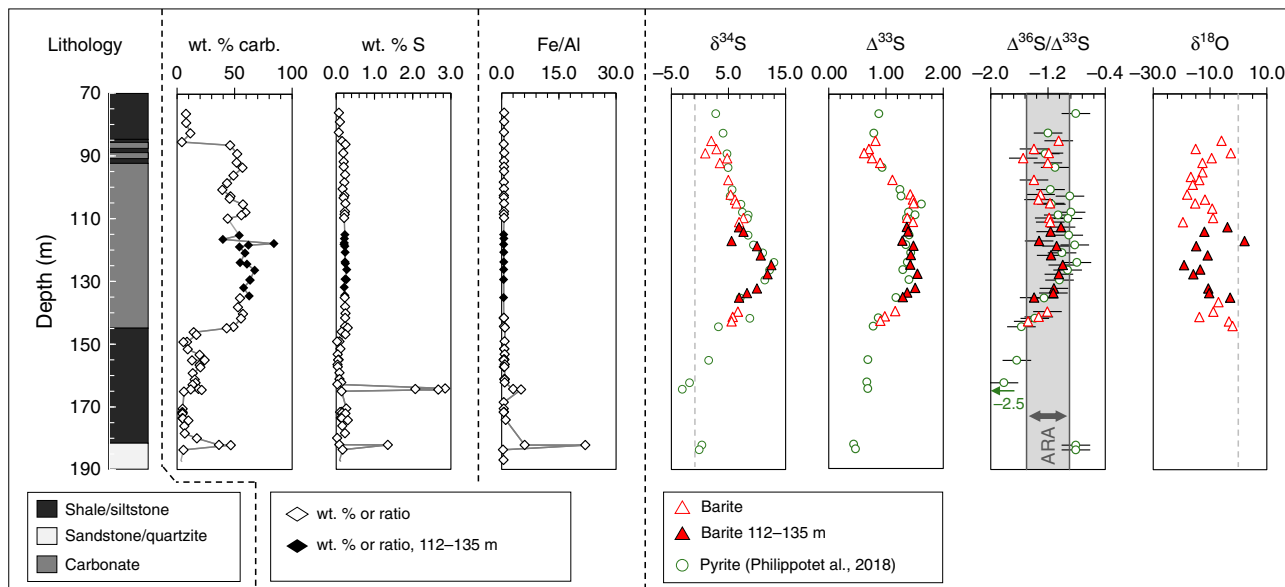 Lithology wt. % carb. wt. % S Fe/Al δ34S Δ33S Δ36S/Δ33S δ18O
0 50 100 0.0 1.0 2.0 3.0 0.0 15.0 30.0 −5.0 5.0 15.0 0.00 1.00 2.00 −2.0 −1.2 −0.4 −30.0 −10.0 10.0
70
90
110
130
150
170
190
Depth (m)
−2.5
ARA
Shale/siltstone
Sandstone/quartzite
Carbonate
wt. % or ratio
wt. % or ratio, 112–135 m
Barite
Barite 112–135 m
Pyrite (Philippotet al., 2018)